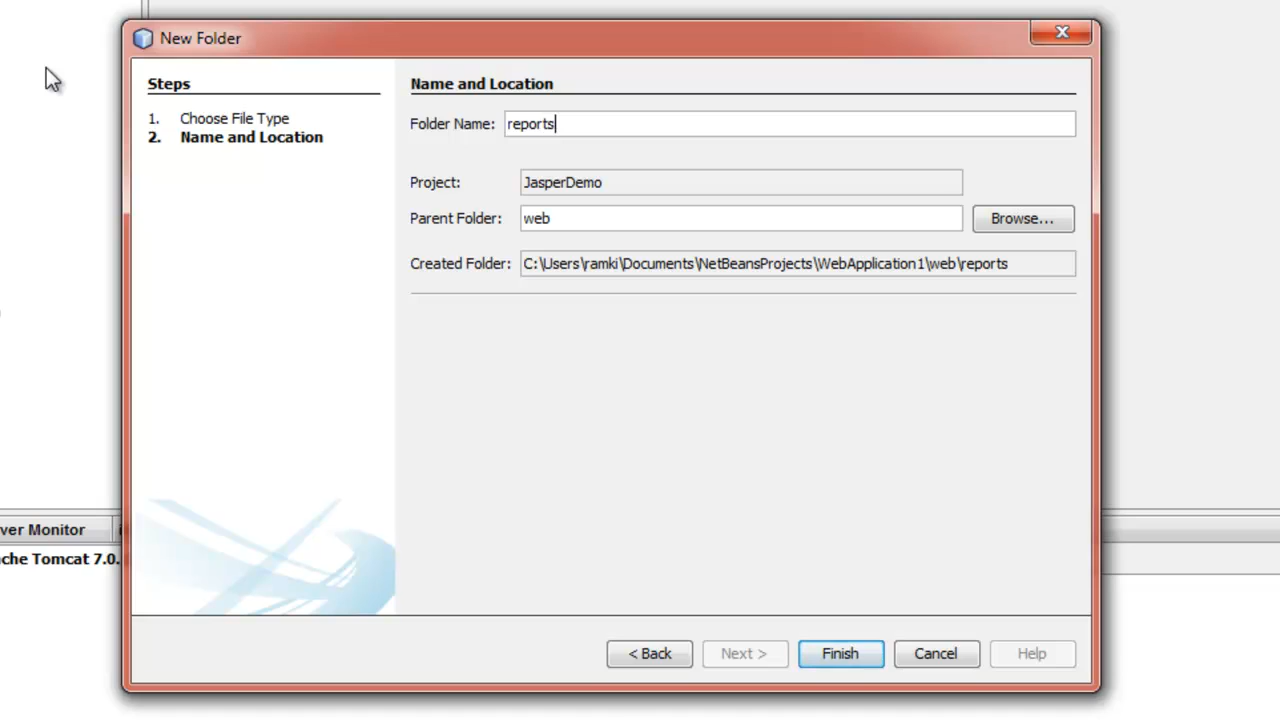 New Folder
Steps
1. Choose File Type
2. Name and Location
Name and Location
Folder Name: reports
Project: JasperDemo
Parent Folder: web Browse...
Created Folder: C:\Users\ramki\Documents\NetBeansProjects\WebApplication1\web\reports
ver Monitor
che Tomcat 7.0.
< Back Next > Finish Cancel Help